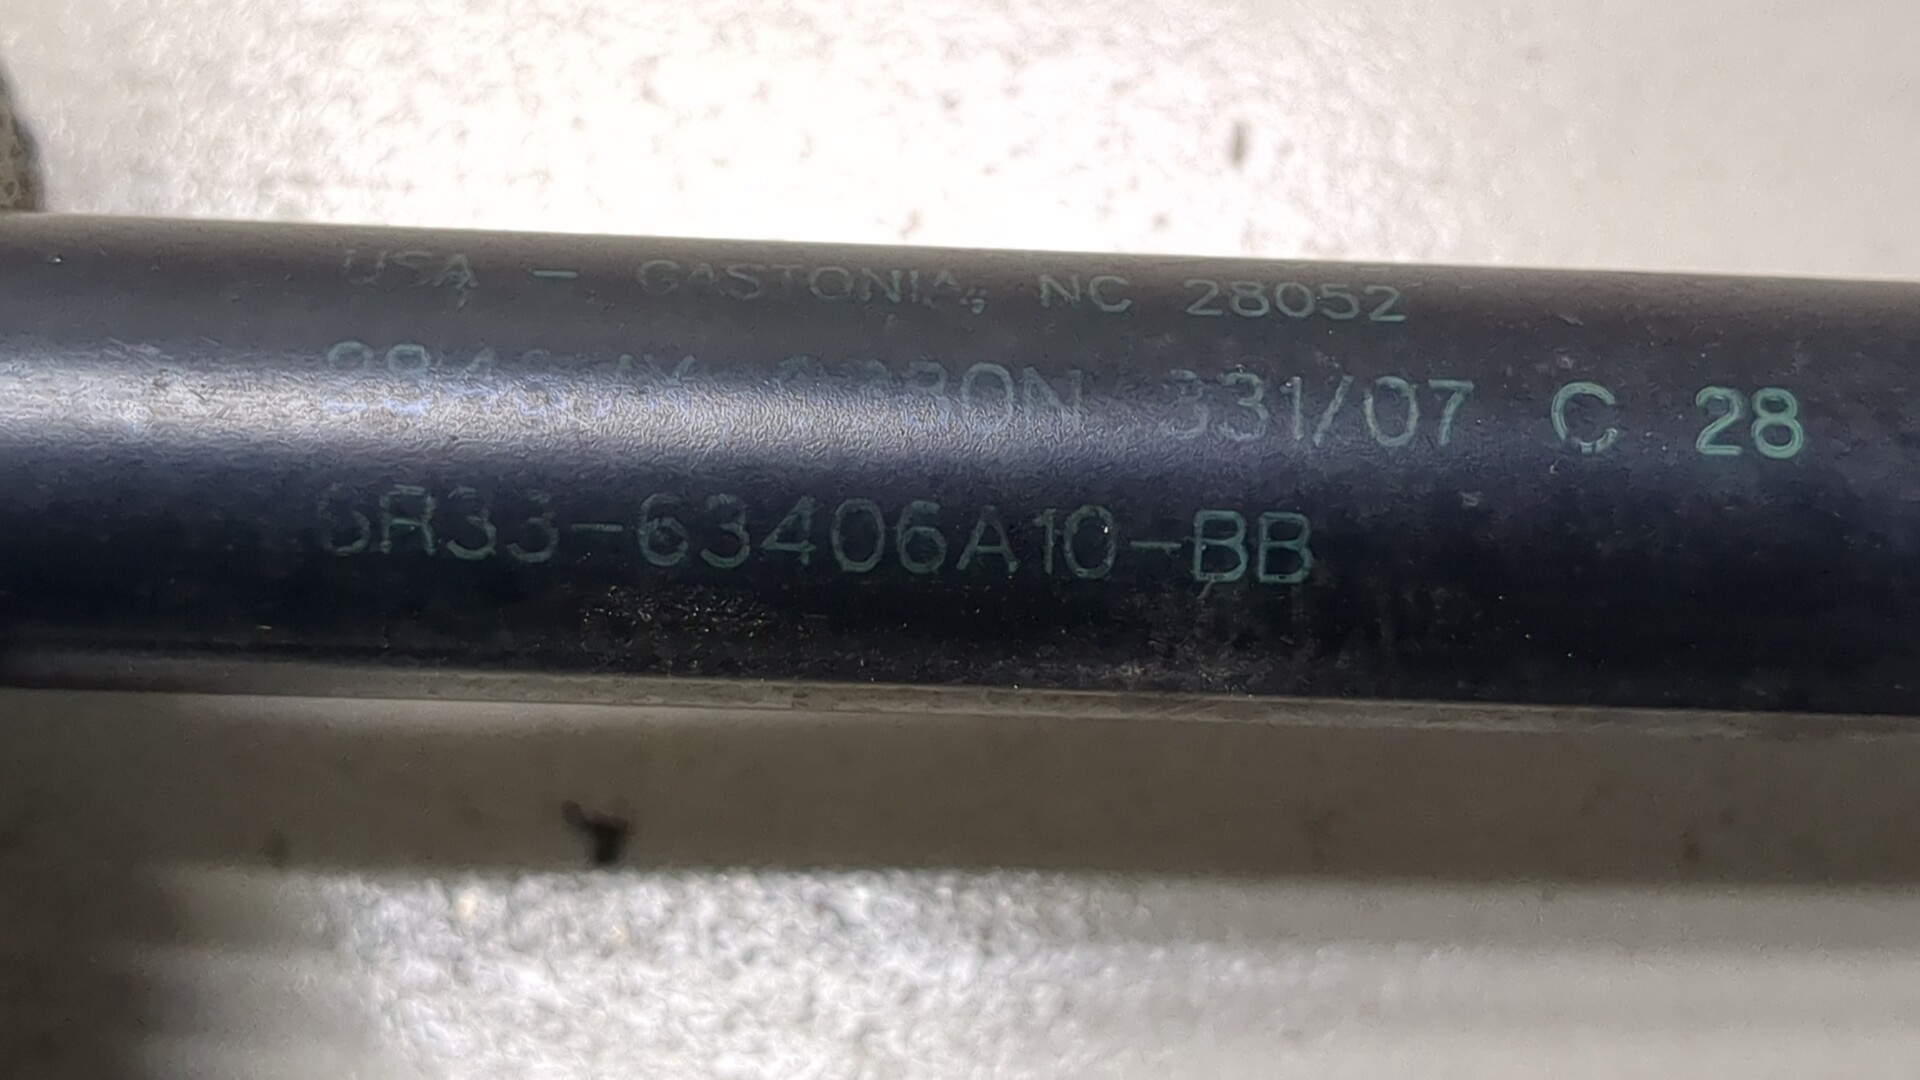 USA - GASTONIA, NC 28052
331/07 C 28
6R33-63406A10-BB